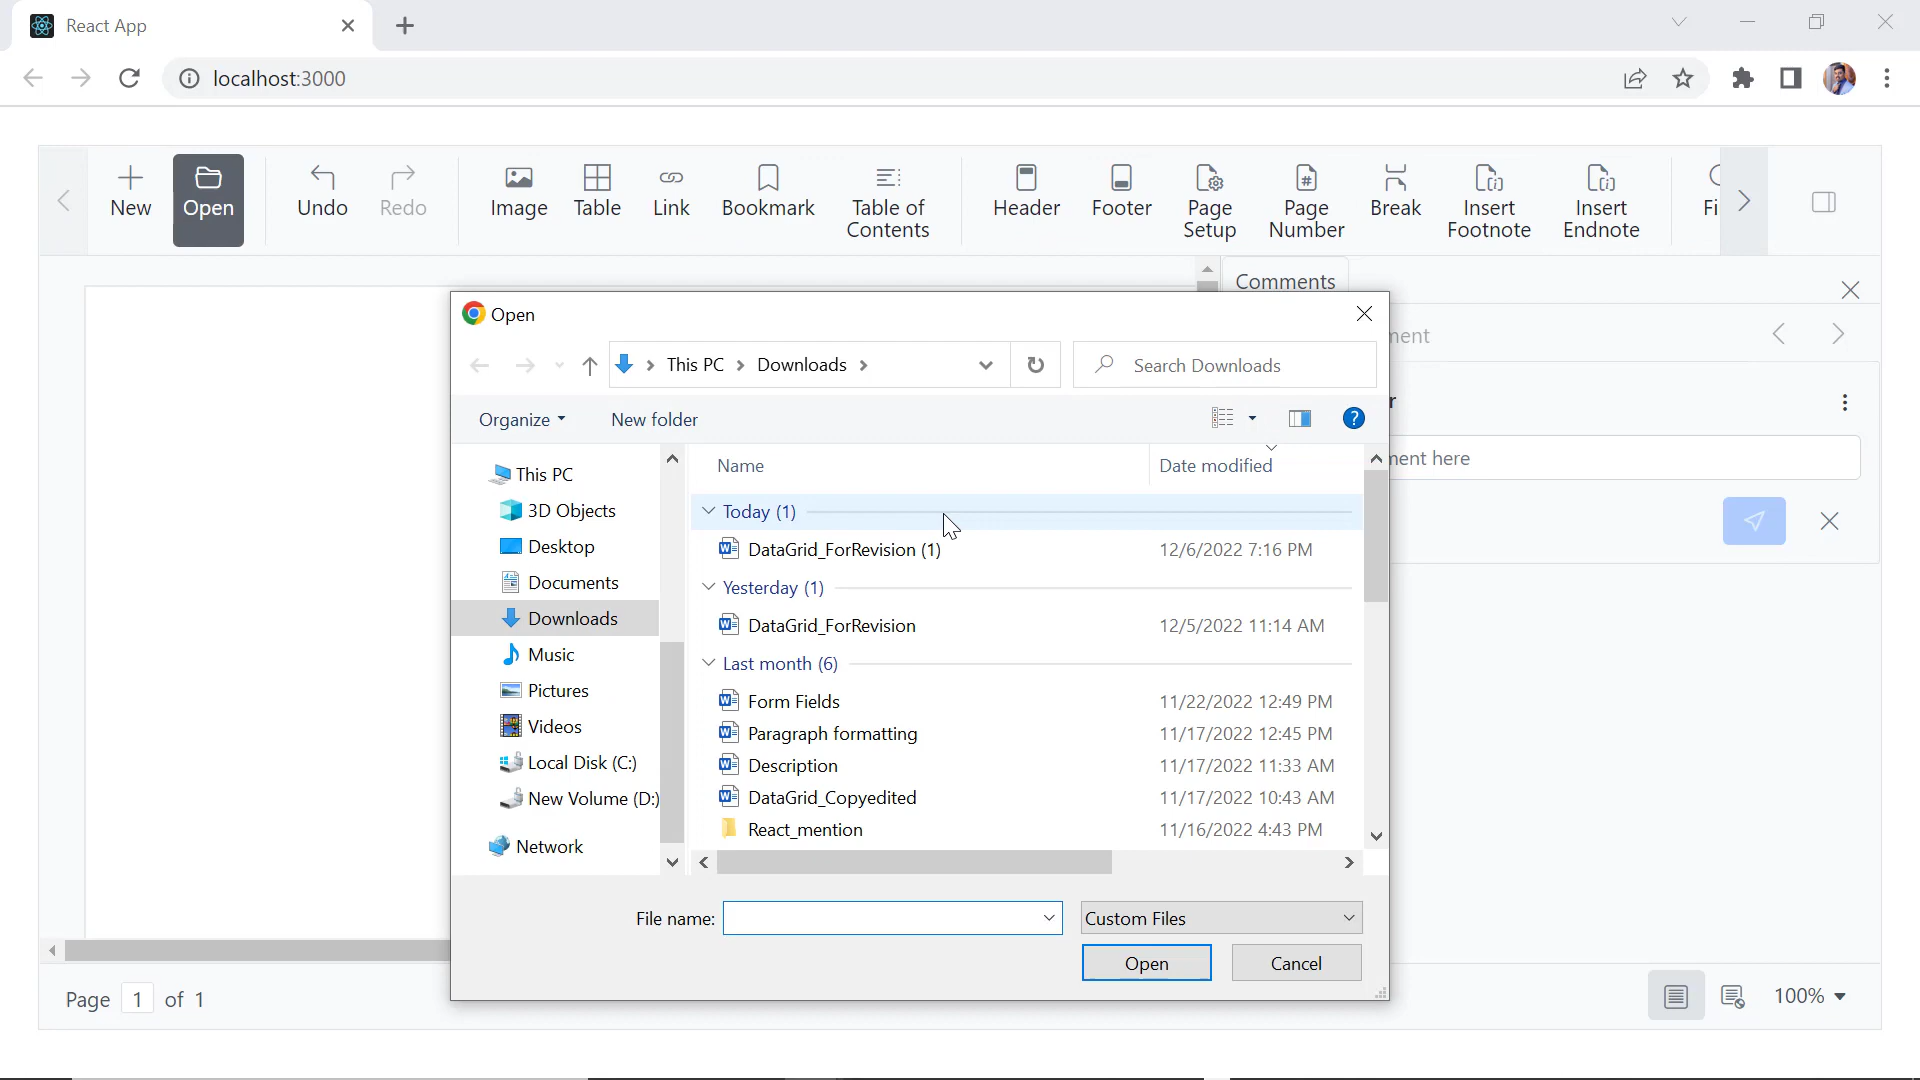 React App
localhost:3000
New
Open
Undo
Redo
Image
Table
Link
Bookmark
Table of
Contents
Header
Footer
Page
Setup
Page
Number
Break
Insert
Footnote
Insert
Endnote
Fi
Comments
ment
r
ment here
Open
This PC
Downloads
Search Downloads
Organize
New folder
This PC
3D Objects
Desktop
Documents
Downloads
Music
Pictures
Videos
Local Disk (C:)
New Volume (D:)
Network
Name
Date modified
Today (1)
DataGrid_ForRevision (1)
12/6/2022 7:16 PM
Yesterday (1)
DataGrid_ForRevision
12/5/2022 11:14 AM
Last month (6)
Form Fields
11/22/2022 12:49 PM
Paragraph formatting
11/17/2022 12:45 PM
Description
11/17/2022 11:33 AM
DataGrid_Copyedited
11/17/2022 10:43 AM
React_mention
11/16/2022 4:43 PM
File name:
Custom Files
Open
Cancel
Page 1 of 1
100%